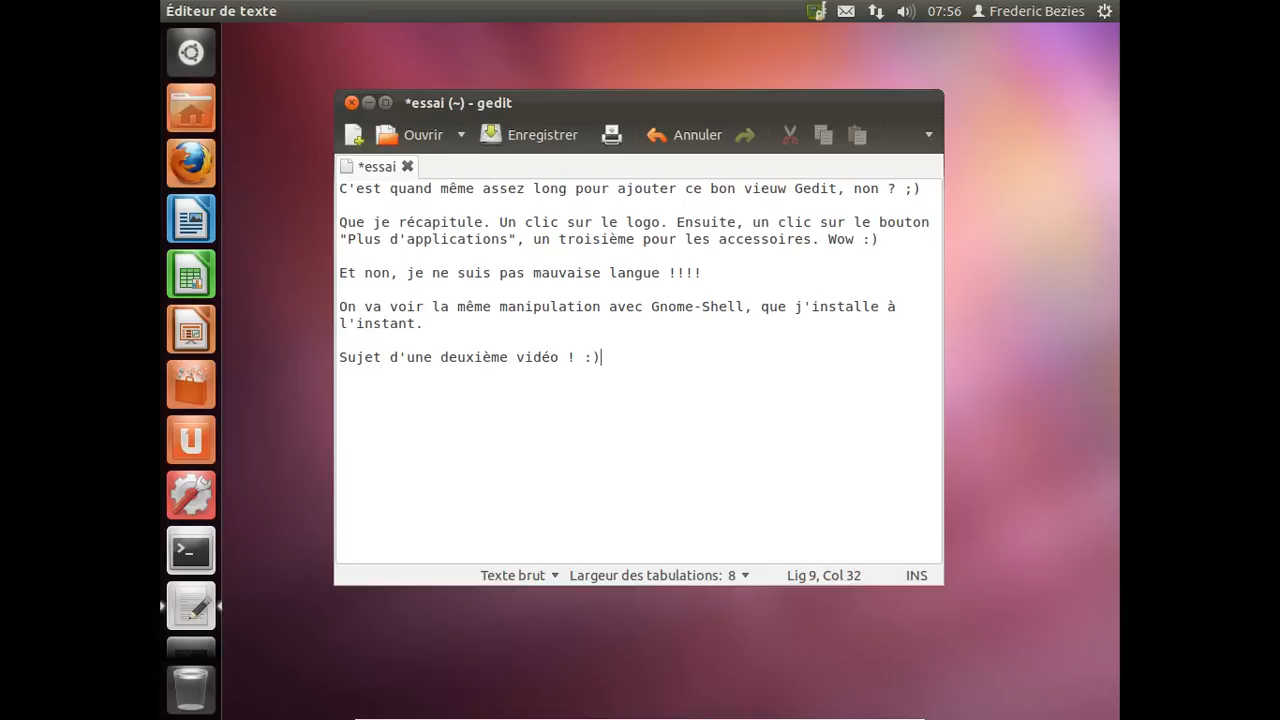 Éditeur de texte
07:56
Frederic Bezies
*essai (~) - gedit
Ouvrir
Enregistrer
Annuler
*essai
C'est quand même assez long pour ajouter ce bon vieuw Gedit, non ? ;)
Que je récapitule. Un clic sur le logo. Ensuite, un clic sur le bouton
"Plus d'applications", un troisième pour les accessoires. Wow :)
Et non, je ne suis pas mauvaise langue !!!!
On va voir la même manipulation avec Gnome-Shell, que j'installe à
l'instant.
Sujet d'une deuxième vidéo ! :)
Texte brut
Largeur des tabulations: 8
Lig 9, Col 32
INS